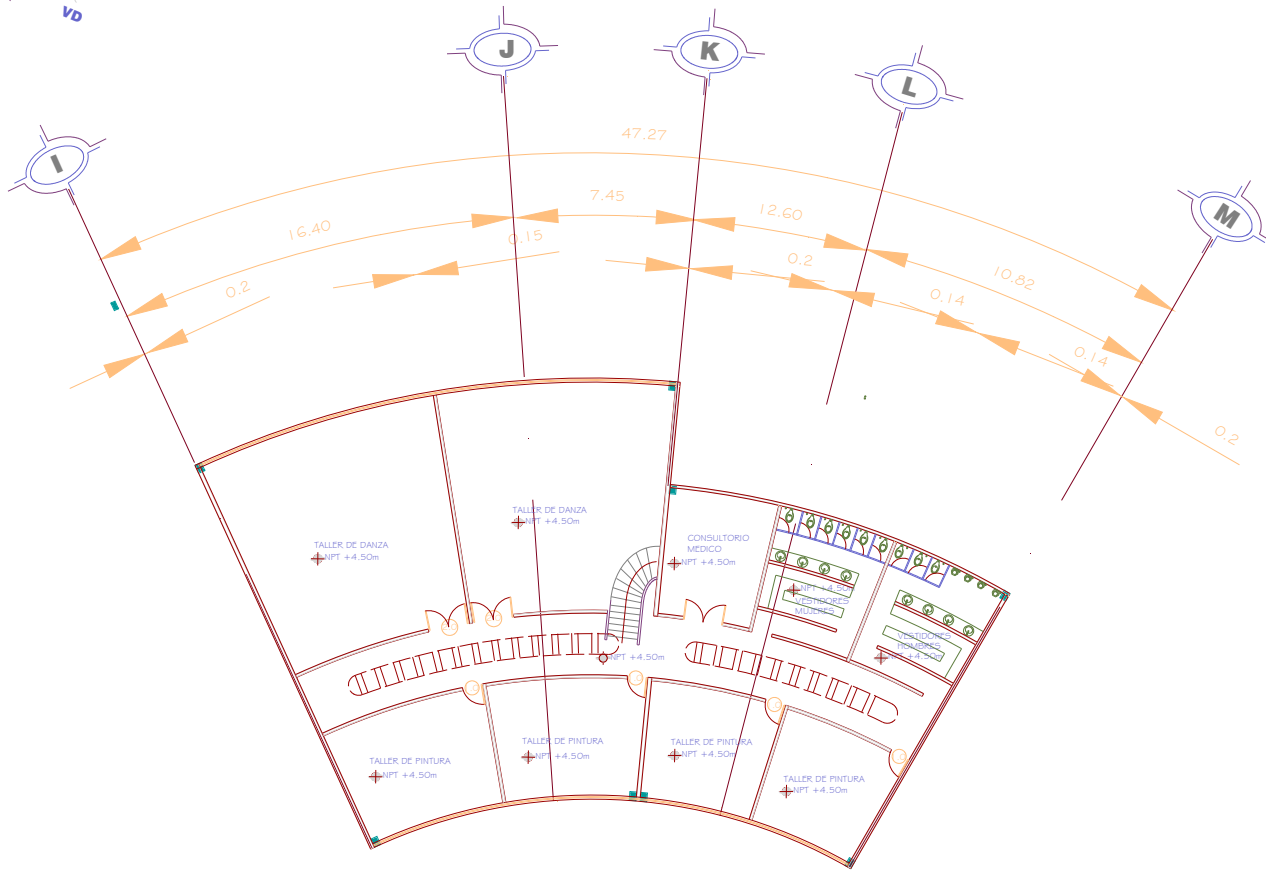 VD
J
K
L
I
M
47.27
16.40
7.45
12.60
10.82
0.2
0.15
0.2
0.14
0.14
0.2
TALLER DE DANZA
NPT +4.50m
TALLER DE DANZA
NPT +4.50m
CONSULTORIO
MEDICO
NPT +4.50m
NPT +4.50m
VESTIDORES
MUJERES
VESTIDORES
HOMBRES
NPT +4.50m
NPT +4.50m
TALLER DE PINTURA
NPT +4.50m
TALLER DE PINTURA
NPT +4.50m
TALLER DE PINTURA
NPT +4.50m
TALLER DE PINTURA
NPT +4.50m